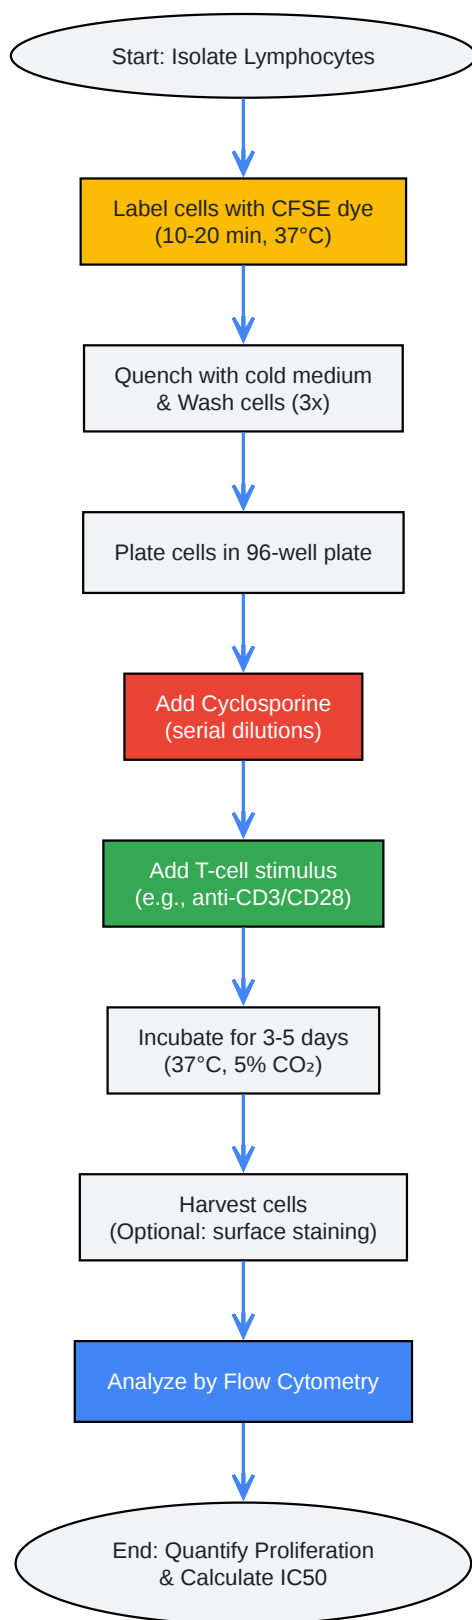 Start: Isolate Lymphocytes
Label cells with CFSE dye
(10-20 min, 37°C)
Quench with cold medium
& Wash cells (3x)
Plate cells in 96-well plate
Add Cyclosporine
(serial dilutions)
Add T-cell stimulus
(e.g., anti-CD3/CD28)
Incubate for 3-5 days
(37°C, 5% CO₂)
Harvest cells
(Optional: surface staining)
Analyze by Flow Cytometry
End: Quantify Proliferation
& Calculate IC50